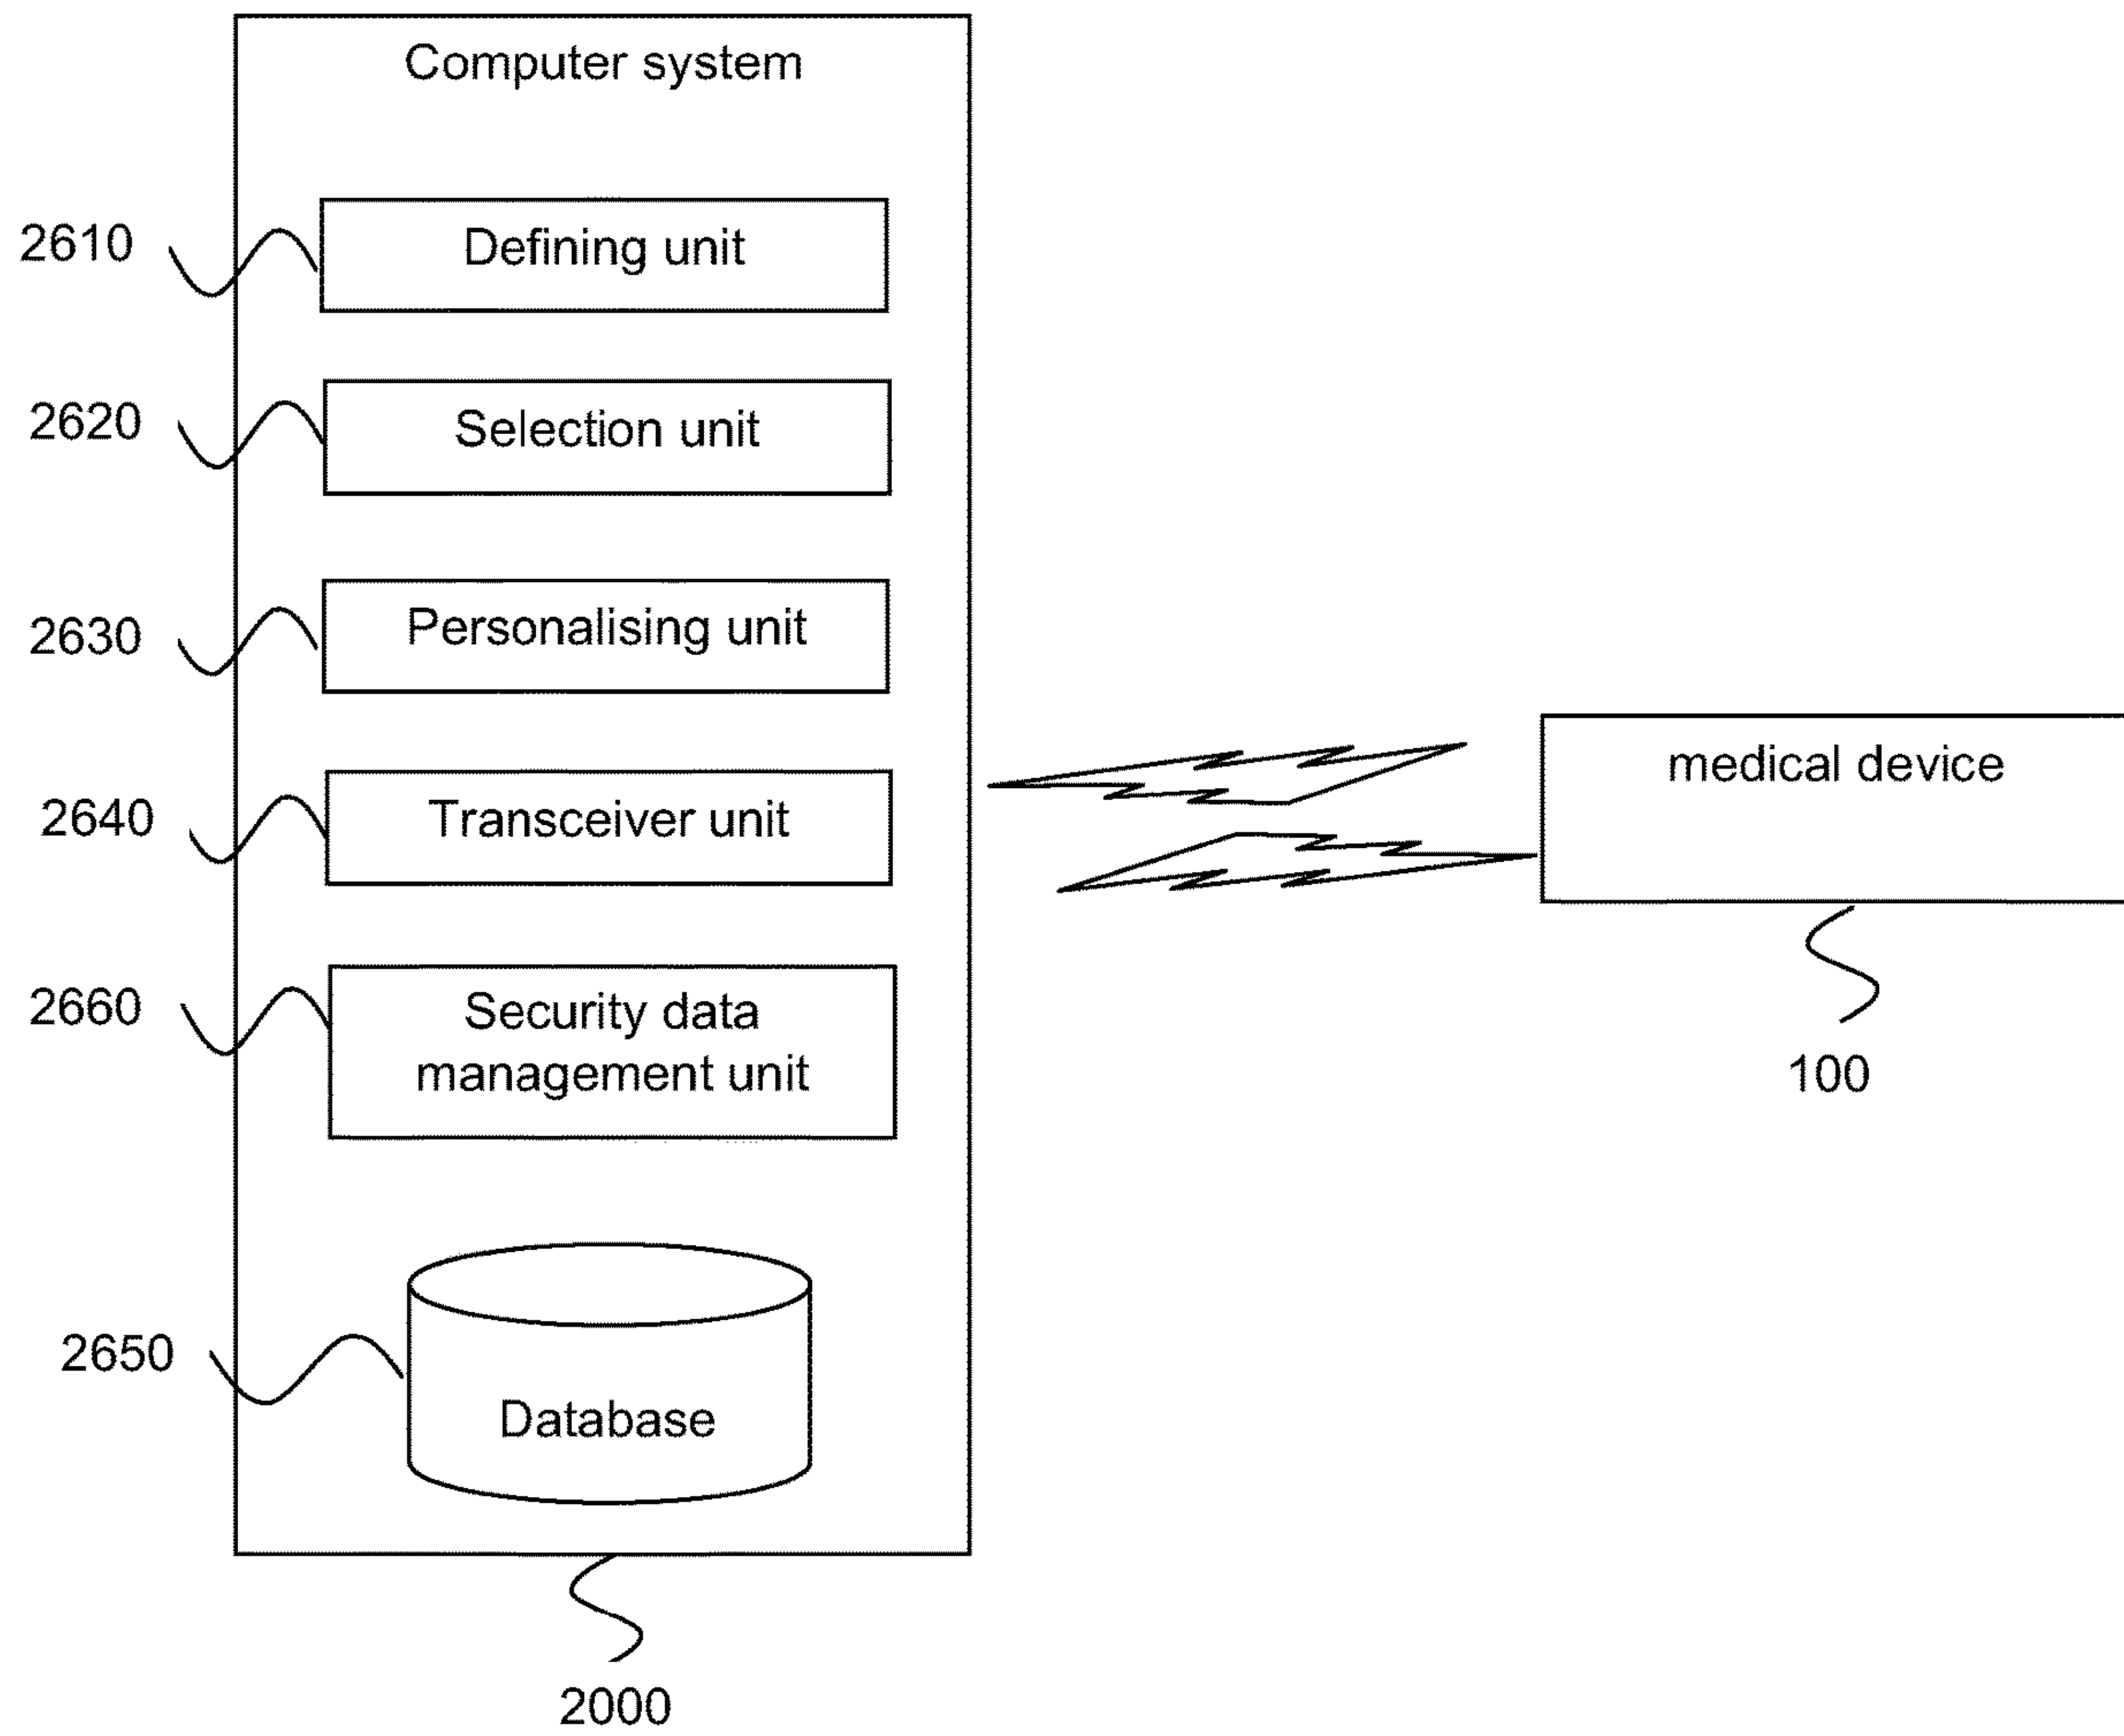 Computer system
2610
Defining unit
2620
Selection unit
2630
Personalising unit
2640
Transceiver unit
2660
Security data
management unit
2650
Database
2000
medical device
100